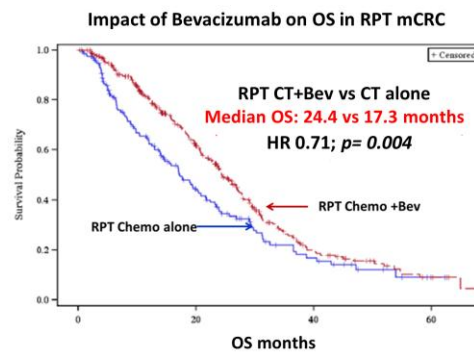 Impact of Bevacizumab on OS in RPT mCRC
+ Censored
RPT CT+Bev vs CT alone
Median OS: 24.4 vs 17.3 months
HR 0.71; p= 0.004
RPT Chemo +Bev
RPT Chemo alone
Survival Probability
1.0
0.8
0.6
0.4
0.2
0.0
0 20 40 60
OS months